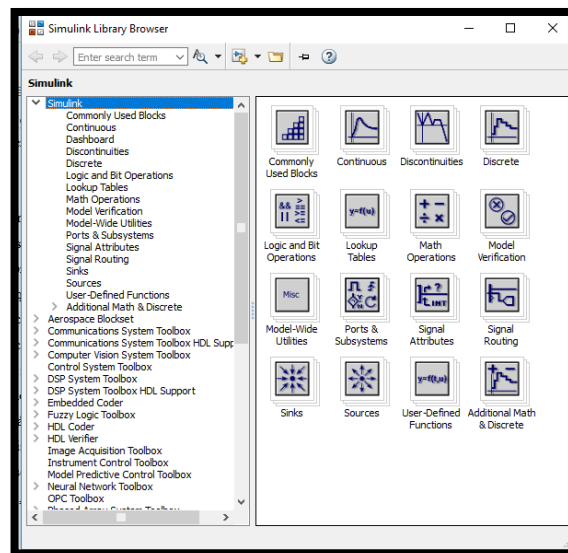 Simulink Library Browser
Enter search term
Simulink
Simulink
Commonly Used Blocks
Continuous
Dashboard
Discontinuities
Discrete
Logic and Bit Operations
Lookup Tables
Math Operations
Model Verification
Model-Wide Utilities
Ports & Subsystems
Signal Attributes
Signal Routing
Sinks
Sources
User-Defined Functions
Additional Math & Discrete
Aerospace Blockset
Communications System Toolbox
Communications System Toolbox HDL Supp
Computer Vision System Toolbox
Control System Toolbox
DSP System Toolbox
DSP System Toolbox HDL Support
Embedded Coder
Fuzzy Logic Toolbox
HDL Coder
HDL Verifier
Image Acquisition Toolbox
Instrument Control Toolbox
Model Predictive Control Toolbox
Neural Network Toolbox
OPC Toolbox
Phased Array System Toolbox
Commonly
Used Blocks
Continuous
Discontinuities
Discrete
&& >
|| ==
<=
Logic and Bit
Operations
y=f(u)
Lookup
Tables
+ −
÷ ×
Math
Operations
Model
Verification
Misc
Model-Wide
Utilities
Ports &
Subsystems
?
INT
Signal
Attributes
Signal
Routing
Sinks
Sources
y=f(t,u)
User-Defined
Functions
+ −
Additional Math
& Discrete